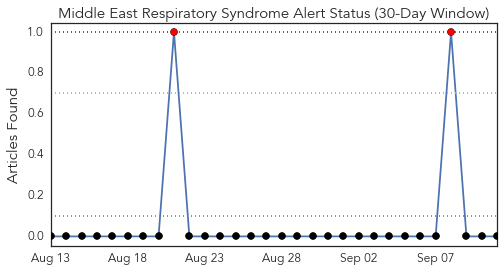 Middle East Respiratory Syndrome Alert Status (30-Day Window)
Articles Found
1.0
0.8
0.6
0.4
0.2
0.0
Aug 13 Aug 18 Aug 23 Aug 28 Sep 02 Sep 07